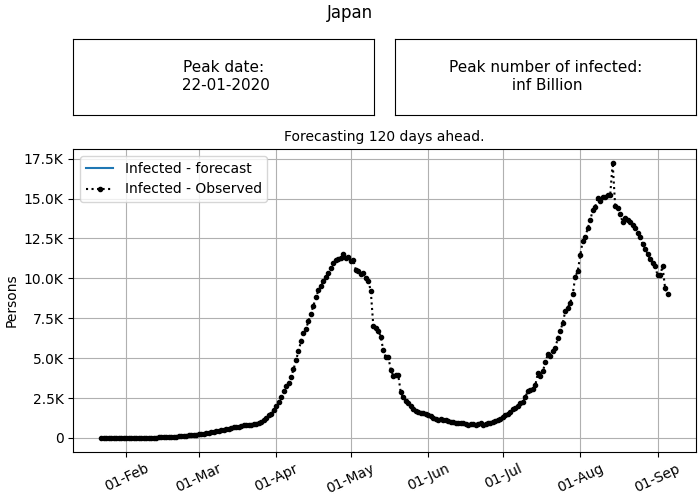 Japan
Peak date:
22-01-2020
Peak number of infected:
inf Billion
Forecasting 120 days ahead.
17.5K
15.0K
12.5K
10.0K
7.5K
5.0K
2.5K
0
Persons
Infected - forecast
Infected - Observed
01-Feb
01-Mar
01-Apr
01-May
01-Jun
01-Jul
01-Aug
01-Sep